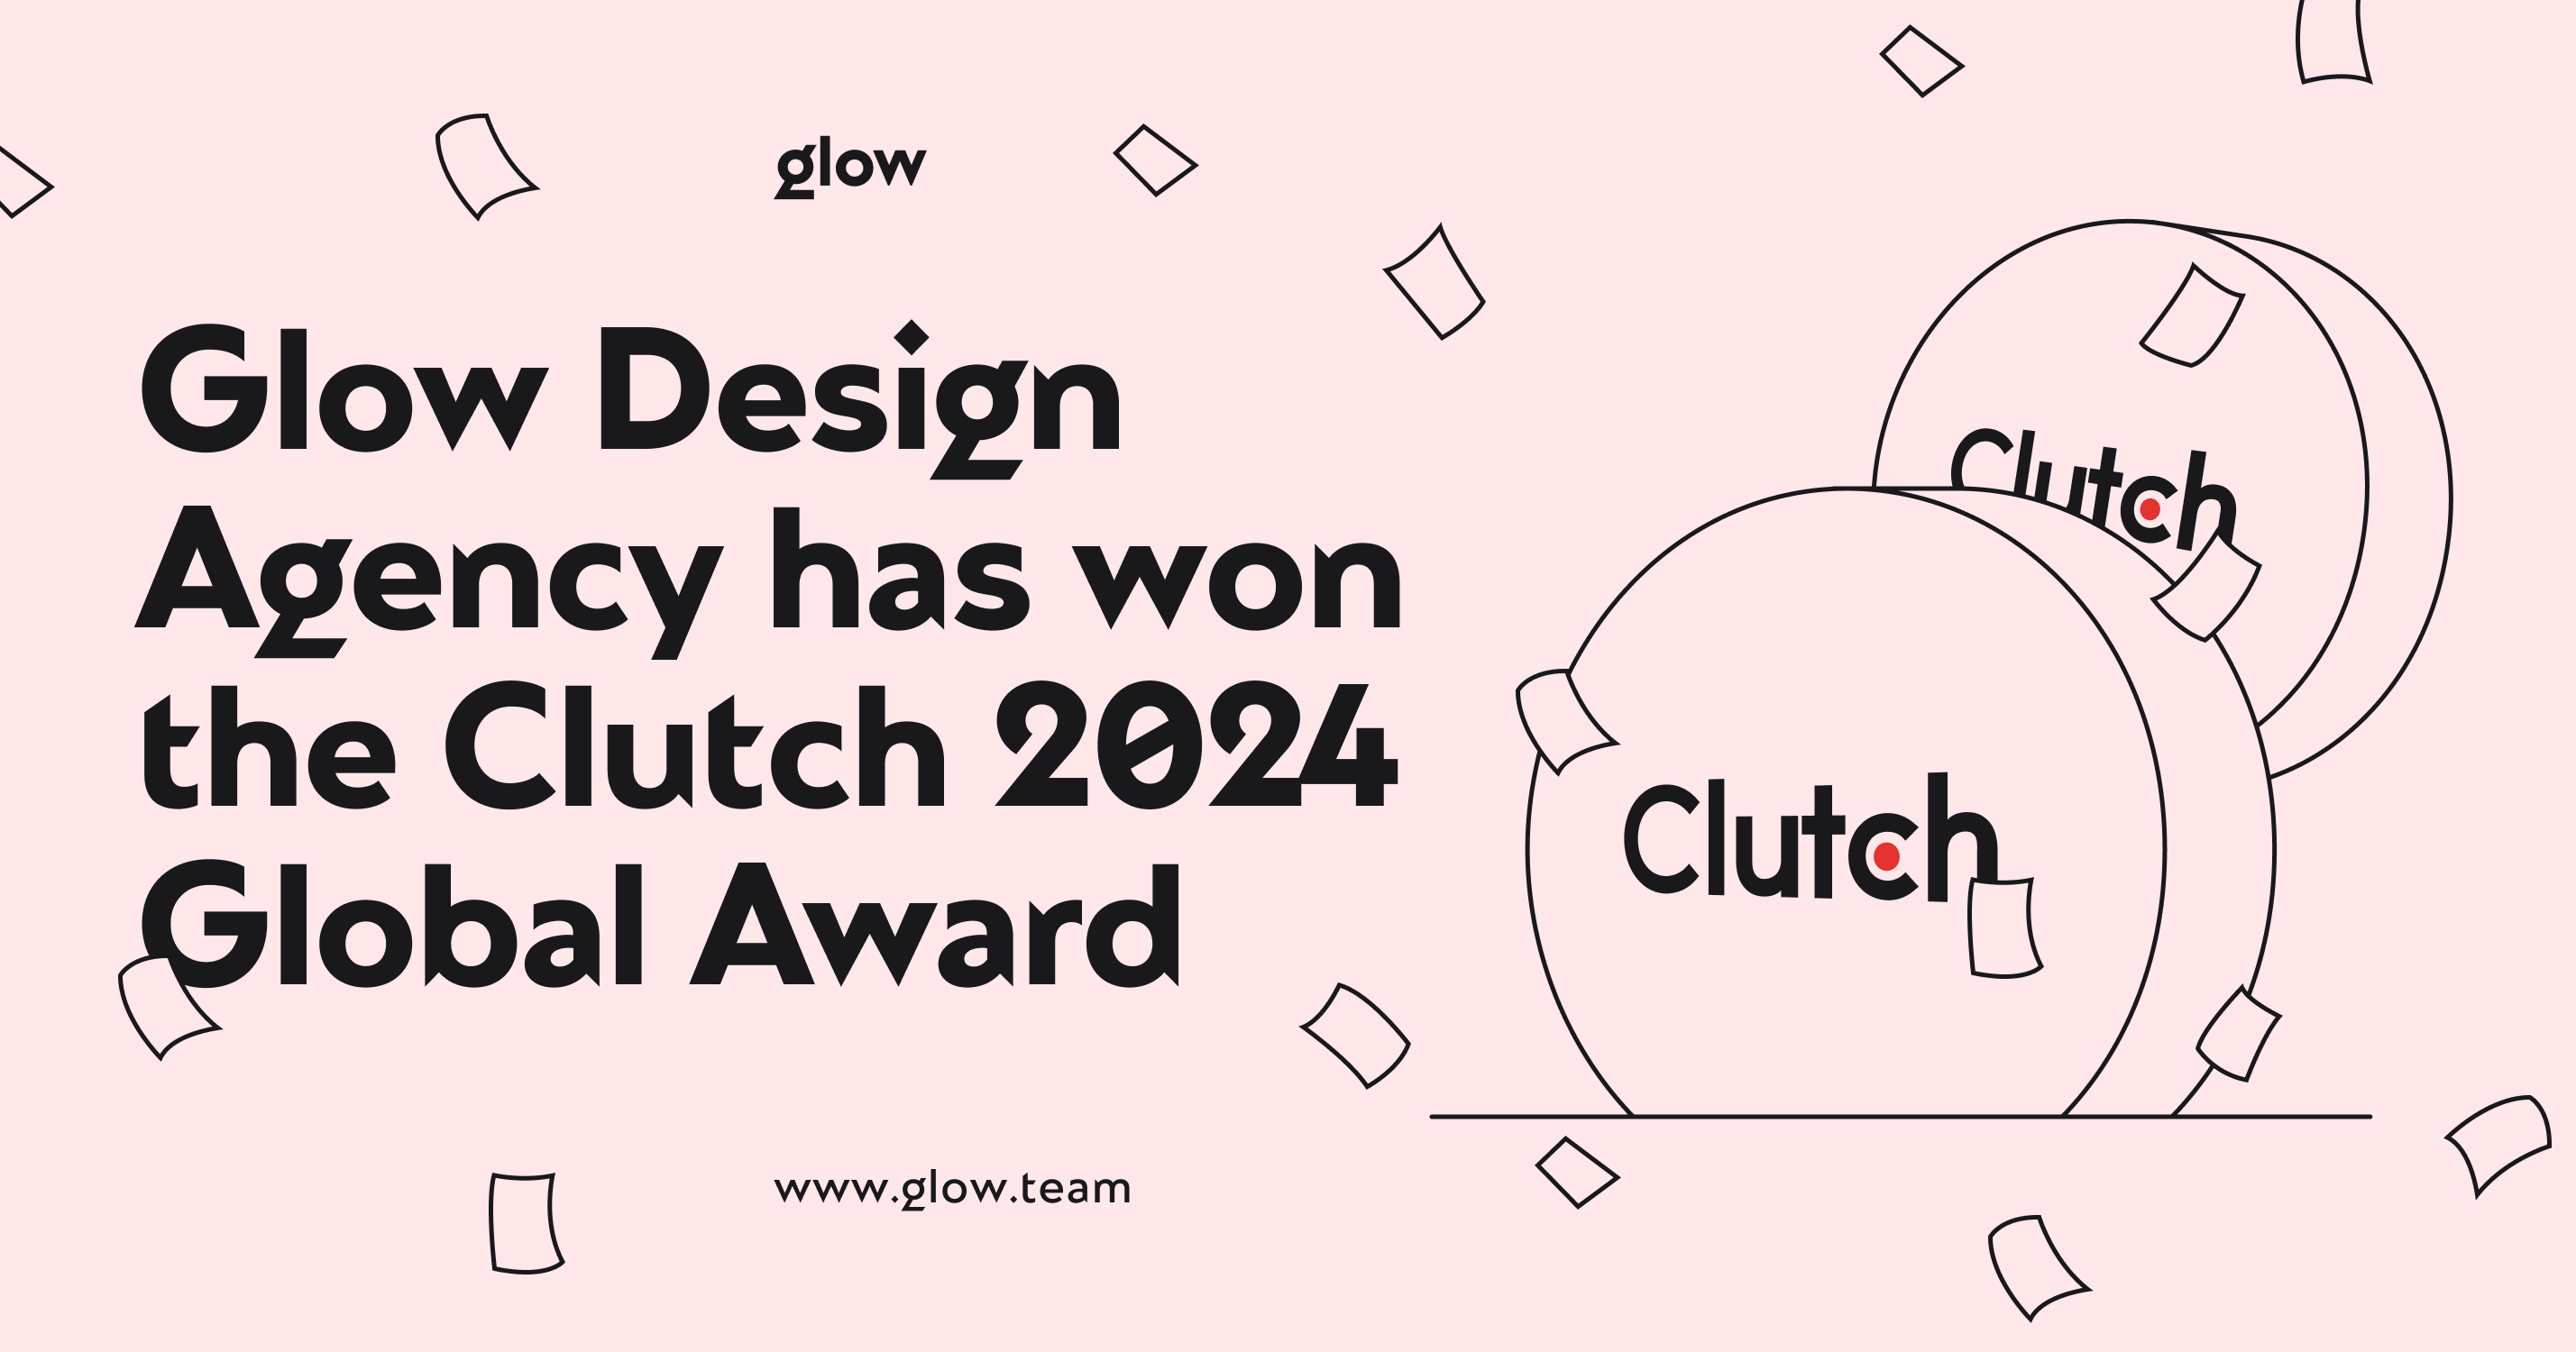 glow
Glow Design
Agency has won
the Clutch 2024
Global Award
www.glow.team
Clutch
Clutch